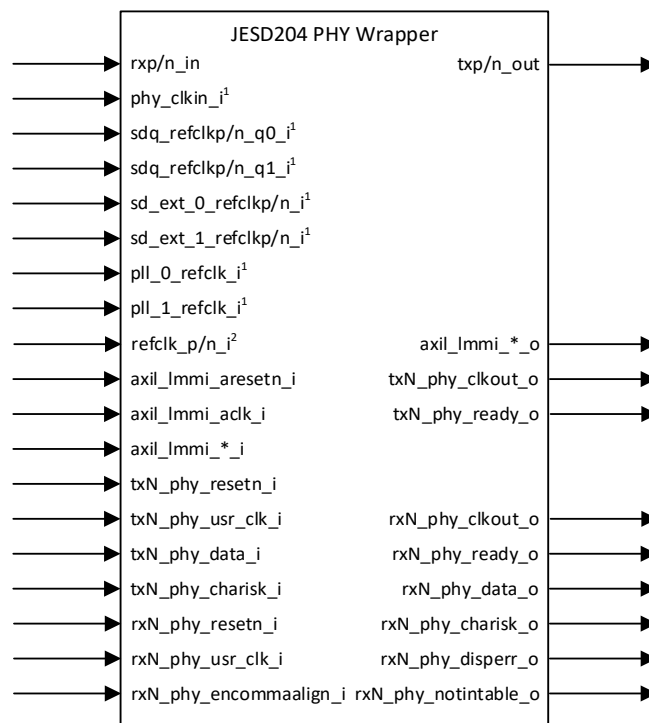 JESD204 PHY Wrapper
rxp/n_in txp/n_out
phy_clkin_i¹
sdq_refclkp/n_q0_i¹
sdq_refclkp/n_q1_i¹
sd_ext_0_refclkp/n_i¹
sd_ext_1_refclkp/n_i¹
pll_0_refclk_i¹
pll_1_refclk_i¹
refclk_p/n_i² axil_lmmi_*_o
axil_lmmi_aresetn_i txN_phy_clkout_o
axil_lmmi_aclk_i txN_phy_ready_o
axil_lmmi_*_i
txN_phy_resetn_i
txN_phy_usr_clk_i rxN_phy_clkout_o
txN_phy_data_i rxN_phy_ready_o
txN_phy_charisk_i rxN_phy_data_o
rxN_phy_resetn_i rxN_phy_charisk_o
rxN_phy_usr_clk_i rxN_phy_disperr_o
rxN_phy_encommaalign_i rxN_phy_notintable_o